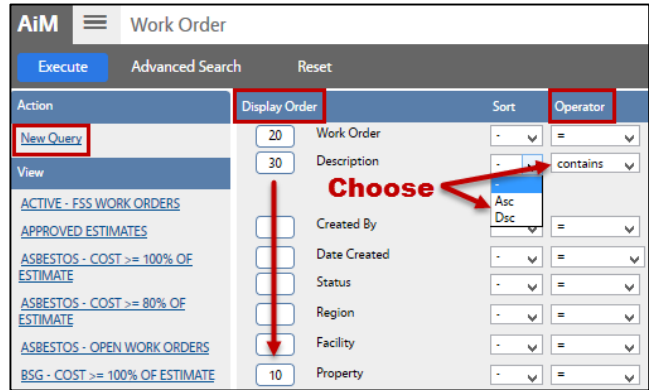 AiM Work Order
Execute Advanced Search Reset
Action Display Order Sort Operator
New Query 20 Work Order - =
30 Description - contains
View
Choose -
Asc
Dsc
ACTIVE - FSS WORK ORDERS
Created By =
APPROVED ESTIMATES
Date Created - =
ASBESTOS - COST >= 100% OF
ESTIMATE
Status - =
ASBESTOS - COST >= 80% OF
ESTIMATE
Region - =
ASBESTOS - OPEN WORK ORDERS Facility - =
BSG - COST >= 100% OF ESTIMATE 10 Property - =